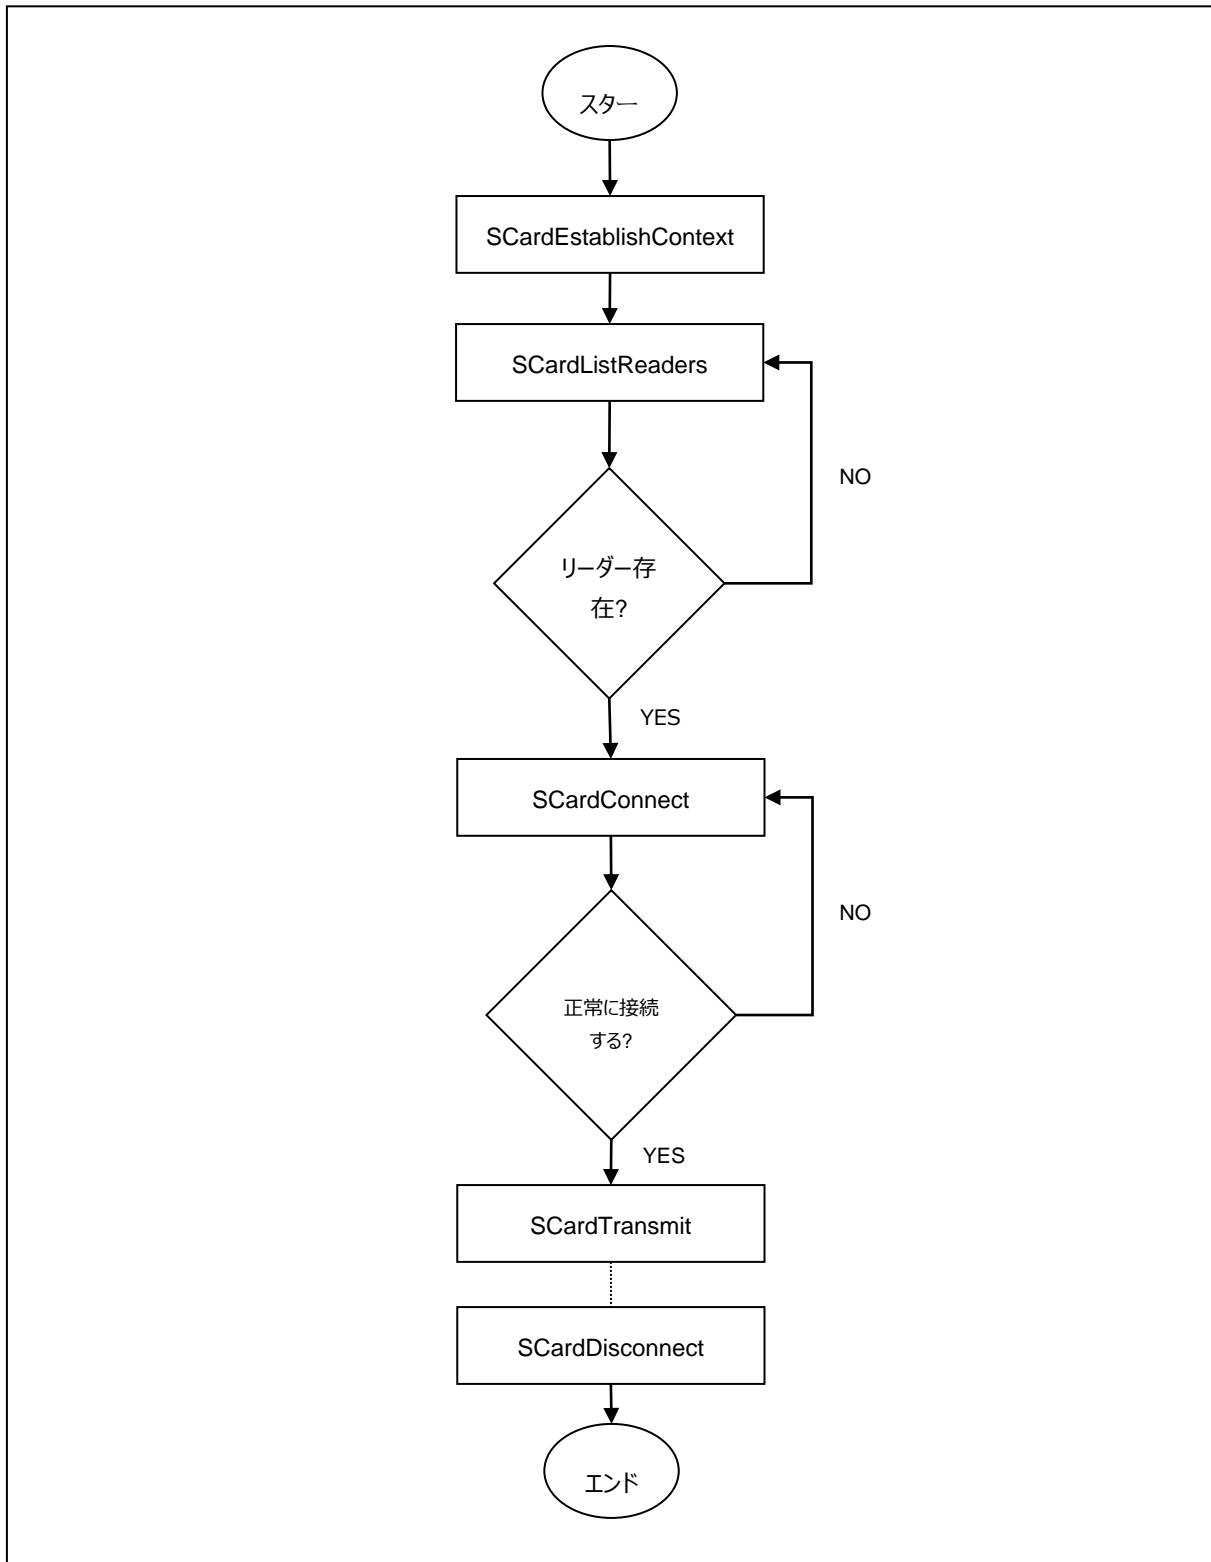 スター
SCardEstablishContext
SCardListReaders
NO
リーダー存
在?
YES
SCardConnect
NO
正常に接続
する?
YES
SCardTransmit
SCardDisconnect
エンド